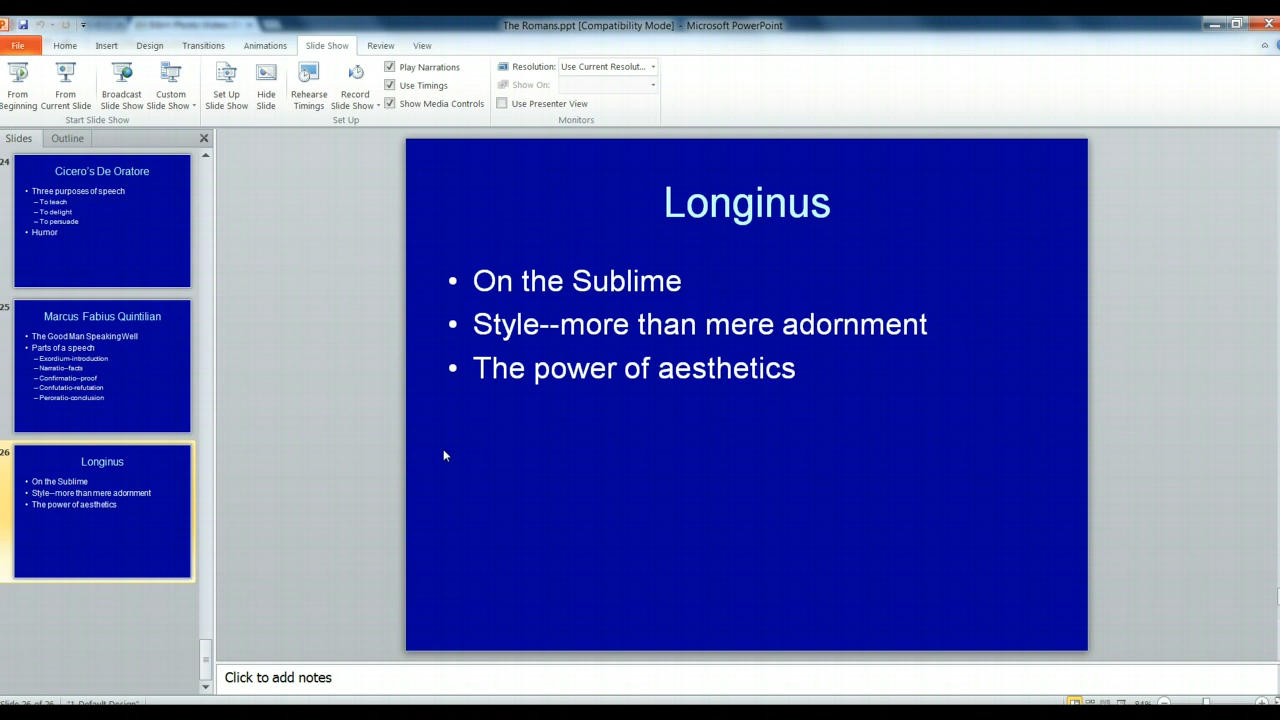 The Romans.ppt [Compatibility Mode] - Microsoft PowerPoint
File Home Insert Design Transitions Animations Slide Show Review View
From Beginning
From Current Slide
Broadcast Slide Show
Custom Slide Show
Set Up Slide Show
Hide Slide
Rehearse Timings
Record Slide Show
Play Narrations
Use Timings
Show Media Controls
Resolution: Use Current Resolut...
Show On:
Use Presenter View
Start Slide Show
Set Up
Monitors
Slides Outline
24
Cicero's De Oratore
• Three purposes of speech
– To teach
– To delight
– To persuade
• Humor
25
Marcus Fabius Quintilian
• The Good Man Speaking Well
• Parts of a speech
– Exordium-introduction
– Narratio--facts
– Confirmatio--proof
– Confutatio-refutation
– Peroratio-conclusion
26
Longinus
• On the Sublime
• Style--more than mere adornment
• The power of aesthetics
Longinus
• On the Sublime
• Style--more than mere adornment
• The power of aesthetics
Click to add notes
Slide 26 of 26 "1_Default Design"